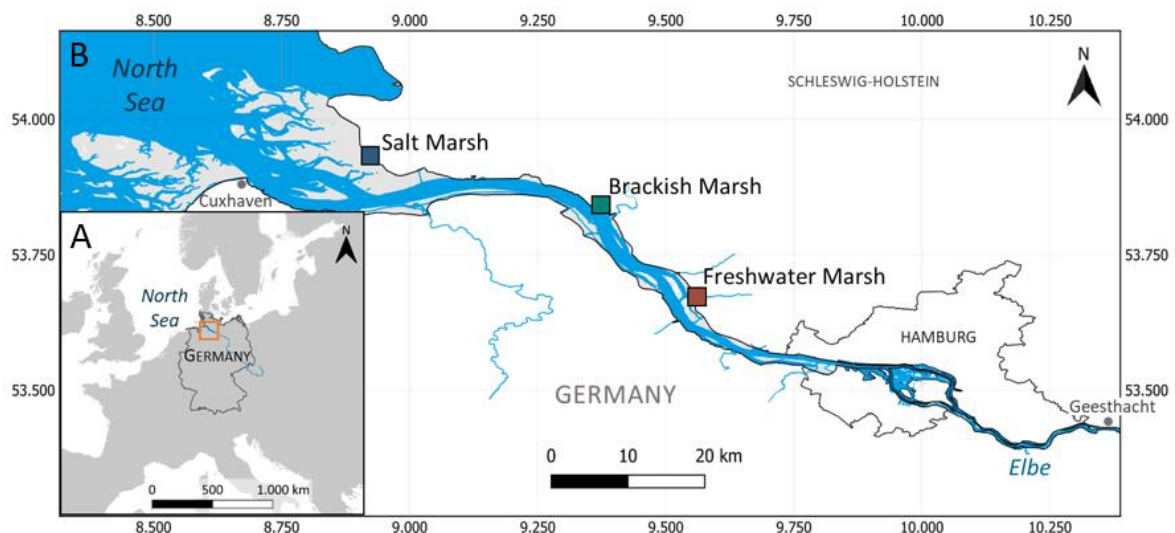 8.500 8.750 9.000 9.250 9.500 9.750 10.000 10.250
B
North
Sea
SCHLESWIG-HOLSTEIN
N
54.000
54.000
Salt Marsh
Brackish Marsh
Cuxhaven
A
N
53.750
53.750
Freshwater Marsh
North
Sea
GERMANY
HAMBURG
53.500
53.500
GERMANY
Geesthacht
0 10 20 km
Elbe
0 500 1.000 km
8.500 8.750 9.000 9.250 9.500 9.750 10.000 10.250